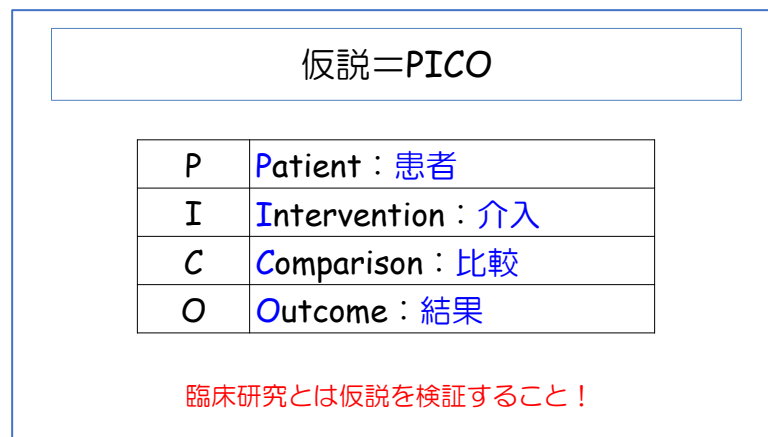 仮説＝PICO
P Patient：患者
I Intervention：介入
C Comparison：比較
O Outcome：結果
臨床研究とは仮説を検証すること！